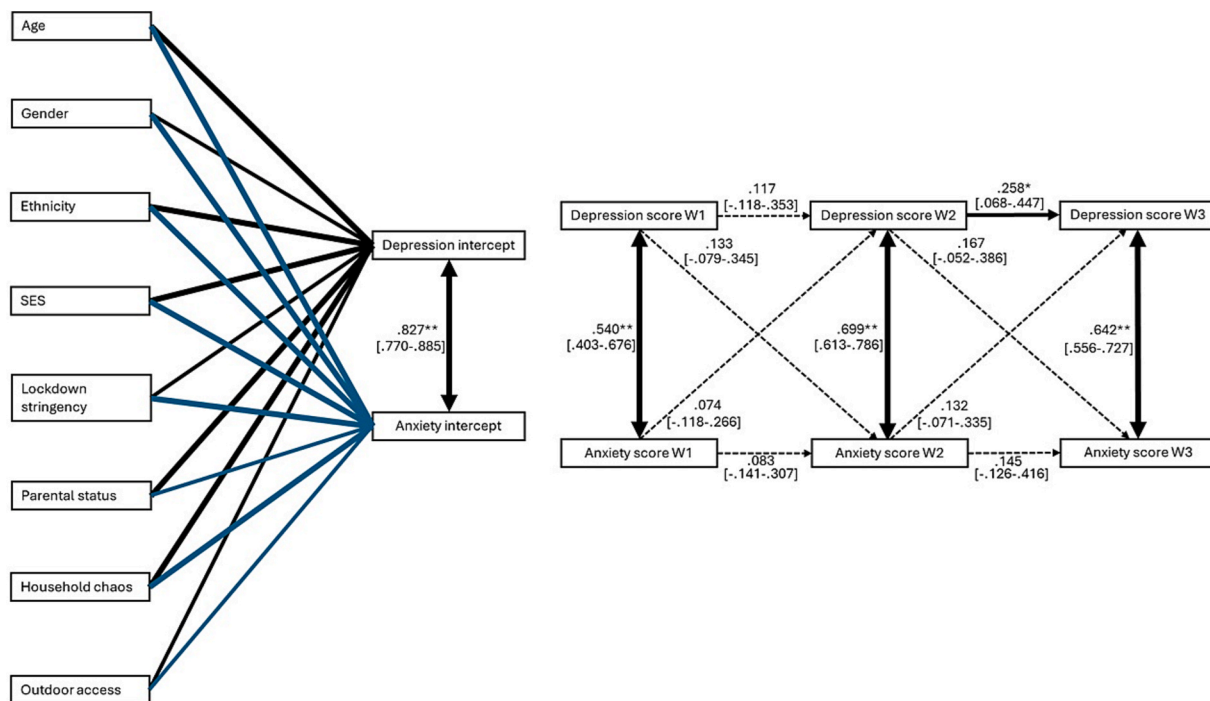 Age
Gender
Ethnicity
SES
Lockdown
stringency
Parental status
Household chaos
Outdoor access
Depression intercept
.827**
[.770-.885]
Anxiety intercept
.117
[-.118-.353]
.258*
[.068-.447]
Depression score W1
Depression score W2
Depression score W3
.133
[-.079-.345]
.167
[-.052-.386]
.540**
[.403-.676]
.699**
[.613-.786]
.642**
[.556-.727]
.074
[-.118-.266]
.132
[-.071-.335]
Anxiety score W1
Anxiety score W2
Anxiety score W3
.083
[-.141-.307]
.145
[-.126-.416]